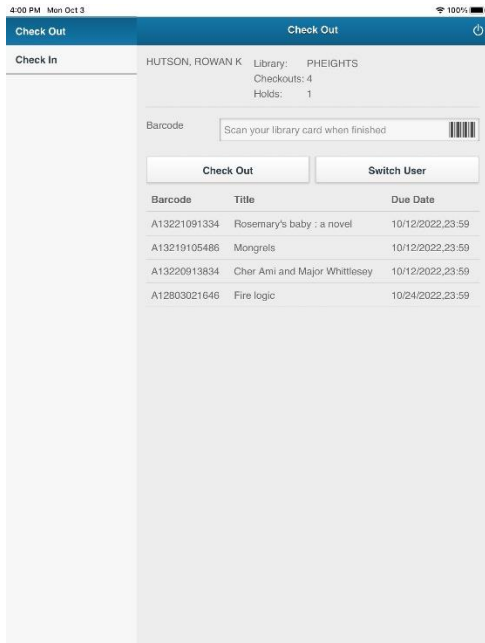 4:00 PM Mon Oct 3
100%
Check Out
Check Out
Check In
HUTSON, ROWAN K
Library: PHEIGHTS
Checkouts: 4
Holds: 1
Barcode
Scan your library card when finished
Check Out
Switch User
Barcode Title Due Date
A13221091334 Rosemary's baby : a novel 10/12/2022,23:59
A13219105486 Mongrels 10/12/2022,23:59
A13220913834 Cher Ami and Major Whittlesey 10/12/2022,23:59
A12803021646 Fire logic 10/24/2022,23:59